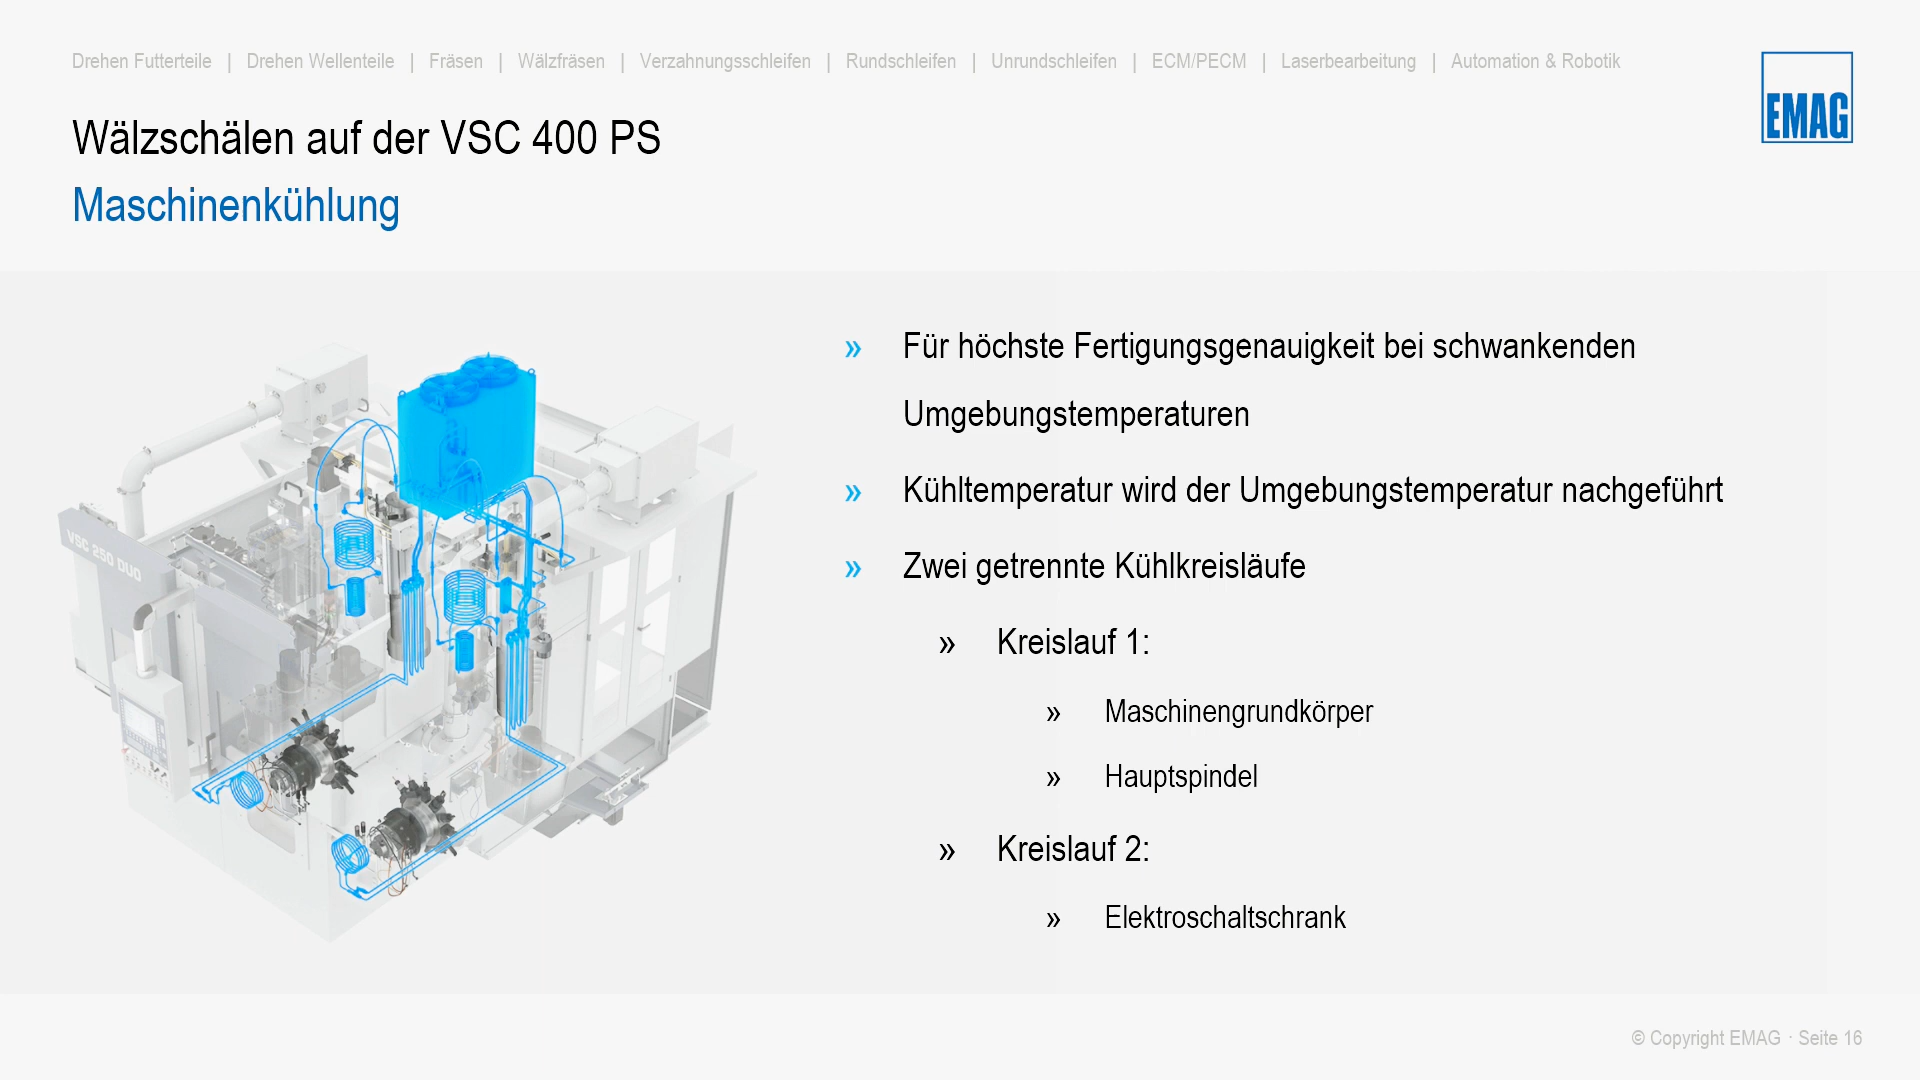 Drehen Futterteile | Drehen Wellenteile | Fräsen | Wälzfräsen | Verzahnungsschleifen | Rundschleifen | Unrundschleifen | ECM/PECM | Laserbearbeitung | Automation & Robotik
EMAG
Wälzschälen auf der VSC 400 PS
Maschinenkühlung
» Für höchste Fertigungsgenauigkeit bei schwankenden
Umgebungstemperaturen
» Kühltemperatur wird der Umgebungstemperatur nachgeführt
» Zwei getrennte Kühlkreisläufe
» Kreislauf 1:
» Maschinengrundkörper
» Hauptspindel
» Kreislauf 2:
» Elektroschaltschrank
VSC 250 DUO
© Copyright EMAG · Seite 16